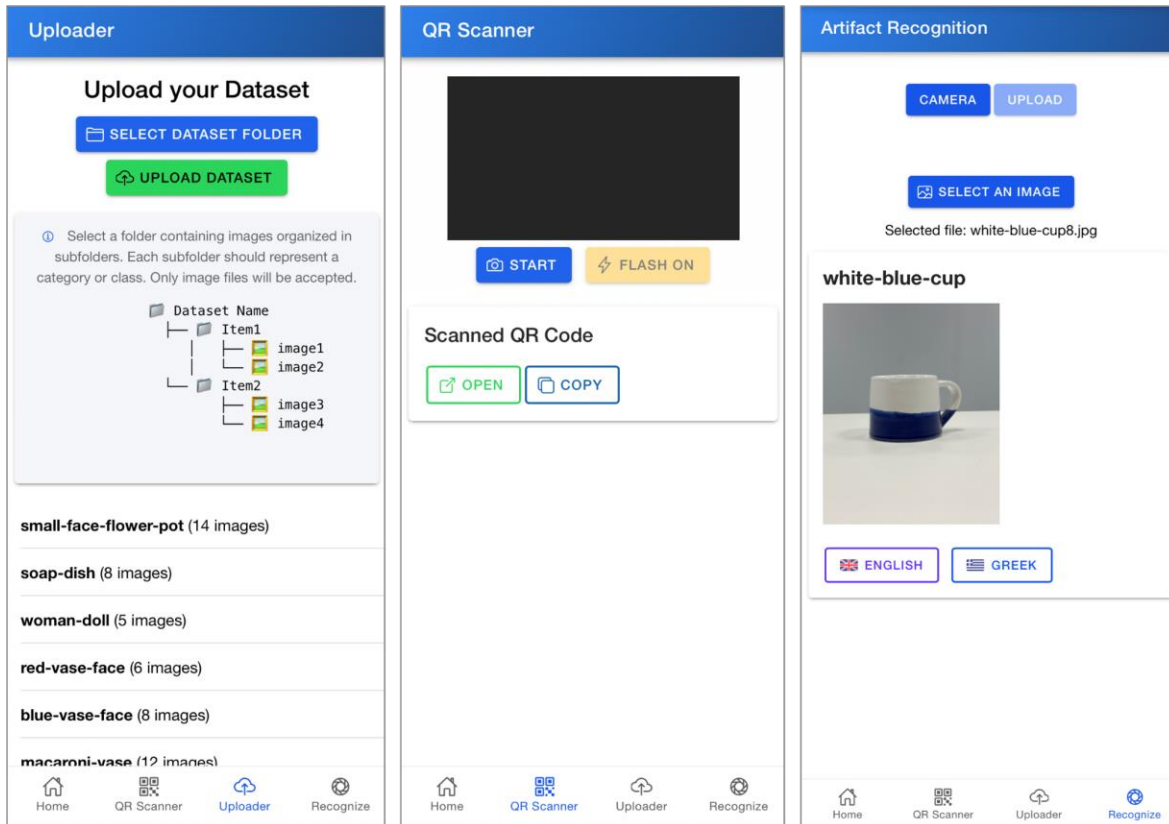 Uploader
Upload your Dataset
SELECT DATASET FOLDER
UPLOAD DATASET
Select a folder containing images organized in
subfolders. Each subfolder should represent a
category or class. Only image files will be accepted.
Dataset Name
Item1
image1
image2
Item2
image3
image4
small-face-flower-pot (14 images)
soap-dish (8 images)
woman-doll (5 images)
red-vase-face (6 images)
blue-vase-face (8 images)
macaroni-vase (12 images)
Home QR Scanner Uploader Recognize
QR Scanner
START FLASH ON
Scanned QR Code
OPEN COPY
Home QR Scanner Uploader Recognize
Artifact Recognition
CAMERA UPLOAD
SELECT AN IMAGE
Selected file: white-blue-cup8.jpg
white-blue-cup
ENGLISH GREEK
Home QR Scanner Uploader Recognize